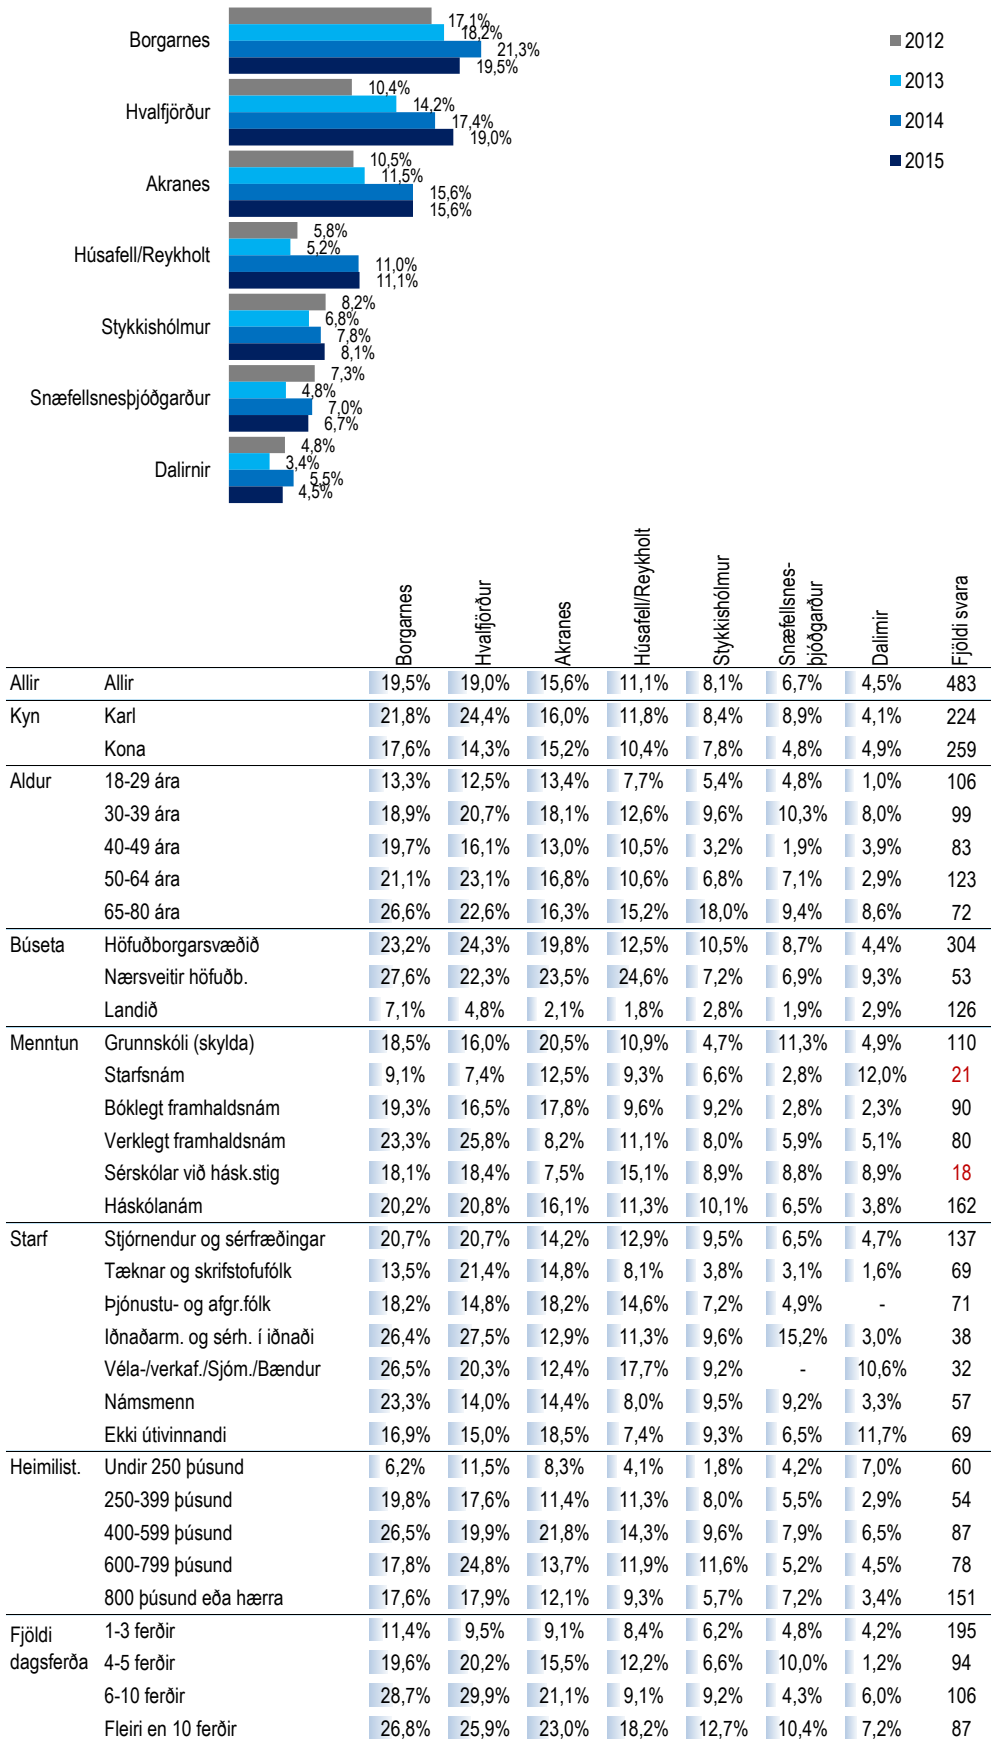 Borgarnes 17,1% 18,2% 21,3% 19,5%
Hvalfjörður 10,4% 14,2% 17,4% 19,0%
Akranes 10,5% 11,5% 15,6% 15,6%
Húsafell/Reykholt 5,8% 5,2% 11,0% 11,1%
Stykkishólmur 8,2% 6,8% 7,8% 8,1%
Snæfellsnesþjóðgarður 7,3% 4,8% 7,0% 6,7%
Dalirnir 4,8% 3,4% 5,5% 4,5%
2012
2013
2014
2015
Borgarnes
Hvalfjörður
Akranes
Húsafell/Reykholt
Stykkishólmur
Snæfellsnes-
þjóðgarður
Dalirnir
Fjöldi svara
Allir Allir 19,5% 19,0% 15,6% 11,1% 8,1% 6,7% 4,5% 483
Kyn Karl 21,8% 24,4% 16,0% 11,8% 8,4% 8,9% 4,1% 224
Kona 17,6% 14,3% 15,2% 10,4% 7,8% 4,8% 4,9% 259
Aldur 18-29 ára 13,3% 12,5% 13,4% 7,7% 5,4% 4,8% 1,0% 106
30-39 ára 18,9% 20,7% 18,1% 12,6% 9,6% 10,3% 8,0% 99
40-49 ára 19,7% 16,1% 13,0% 10,5% 3,2% 1,9% 3,9% 83
50-64 ára 21,1% 23,1% 16,8% 10,6% 6,8% 7,1% 2,9% 123
65-80 ára 26,6% 22,6% 16,3% 15,2% 18,0% 9,4% 8,6% 72
Búseta Höfuðborgarsvæðið 23,2% 24,3% 19,8% 12,5% 10,5% 8,7% 4,4% 304
Nærsveitir höfuðb. 27,6% 22,3% 23,5% 24,6% 7,2% 6,9% 9,3% 53
Landið 7,1% 4,8% 2,1% 1,8% 2,8% 1,9% 2,9% 126
Menntun Grunnskóli (skylda) 18,5% 16,0% 20,5% 10,9% 4,7% 11,3% 4,9% 110
Starfsnám 9,1% 7,4% 12,5% 9,3% 6,6% 2,8% 12,0% 21
Bóklegt framhaldsnám 19,3% 16,5% 17,8% 9,6% 9,2% 2,8% 2,3% 90
Verklegt framhaldsnám 23,3% 25,8% 8,2% 11,1% 8,0% 5,9% 5,1% 80
Sérskólar við hásk.stig 18,1% 18,4% 7,5% 15,1% 8,9% 8,8% 8,9% 18
Háskólanám 20,2% 20,8% 16,1% 11,3% 10,1% 6,5% 3,8% 162
Starf Stjórnendur og sérfræðingar 20,7% 20,7% 14,2% 12,9% 9,5% 6,5% 4,7% 137
Tæknar og skrifstofufólk 13,5% 21,4% 14,8% 8,1% 3,8% 3,1% 1,6% 69
Þjónustu- og afgr.fólk 18,2% 14,8% 18,2% 14,6% 7,2% 4,9% - 71
Iðnaðarm. og sérh. í iðnaði 26,4% 27,5% 12,9% 11,3% 9,6% 15,2% 3,0% 38
Véla-/verkaf./Sjóm./Bændur 26,5% 20,3% 12,4% 17,7% 9,2% - 10,6% 32
Námsmenn 23,3% 14,0% 14,4% 8,0% 9,5% 9,2% 3,3% 57
Ekki útivinnandi 16,9% 15,0% 18,5% 7,4% 9,3% 6,5% 11,7% 69
Heimilist. Undir 250 þúsund 6,2% 11,5% 8,3% 4,1% 1,8% 4,2% 7,0% 60
250-399 þúsund 19,8% 17,6% 11,4% 11,3% 8,0% 5,5% 2,9% 54
400-599 þúsund 26,5% 19,9% 21,8% 14,3% 9,6% 7,9% 6,5% 87
600-799 þúsund 17,8% 24,8% 13,7% 11,9% 11,6% 5,2% 4,5% 78
800 þúsund eða hærra 17,6% 17,9% 12,1% 9,3% 5,7% 7,2% 3,4% 151
Fjöldi 1-3 ferðir 11,4% 9,5% 9,1% 8,4% 6,2% 4,8% 4,2% 195
dagsferða 4-5 ferðir 19,6% 20,2% 15,5% 12,2% 6,6% 10,0% 1,2% 94
6-10 ferðir 28,7% 29,9% 21,1% 9,1% 9,2% 4,3% 6,0% 106
Fleiri en 10 ferðir 26,8% 25,9% 23,0% 18,2% 12,7% 10,4% 7,2% 87